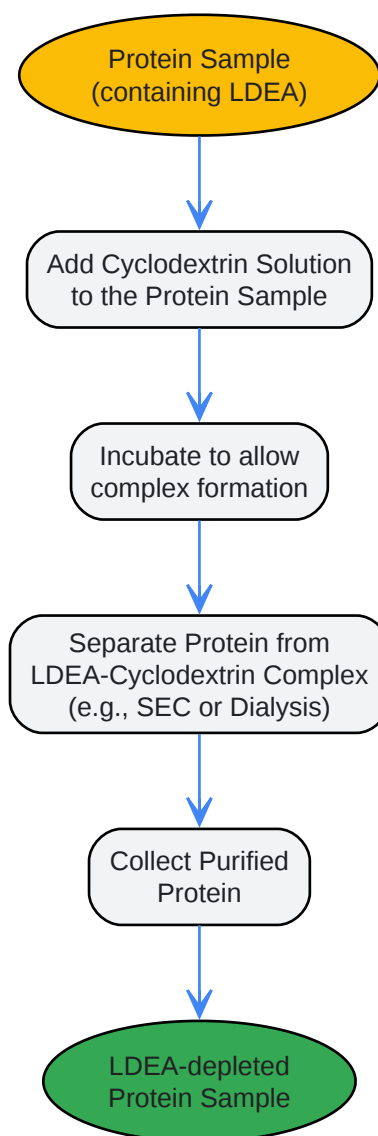 Protein Sample
(containing LDEA)
Add Cyclodextrin Solution
to the Protein Sample
Incubate to allow
complex formation
Separate Protein from
LDEA-Cyclodextrin Complex
(e.g., SEC or Dialysis)
Collect Purified
Protein
LDEA-depleted
Protein Sample